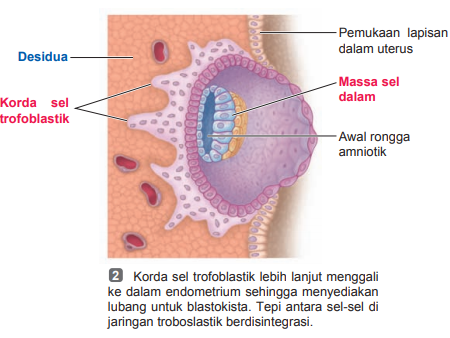 Pemukaan lapisan
dalam uterus
Desidua
Massa sel
dalam
Korda sel
trofoblastik
Awal rongga
amniotik
2 Korda sel trofoblastik lebih lanjut menggali
ke dalam endometrium sehingga menyediakan
lubang untuk blastokista. Tepi antara sel-sel di
jaringan troboslastik berdisintegrasi.